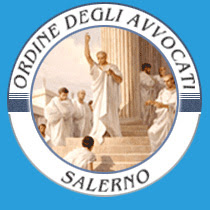 ORDINE DEGLI AVVOCATI
SALERNO